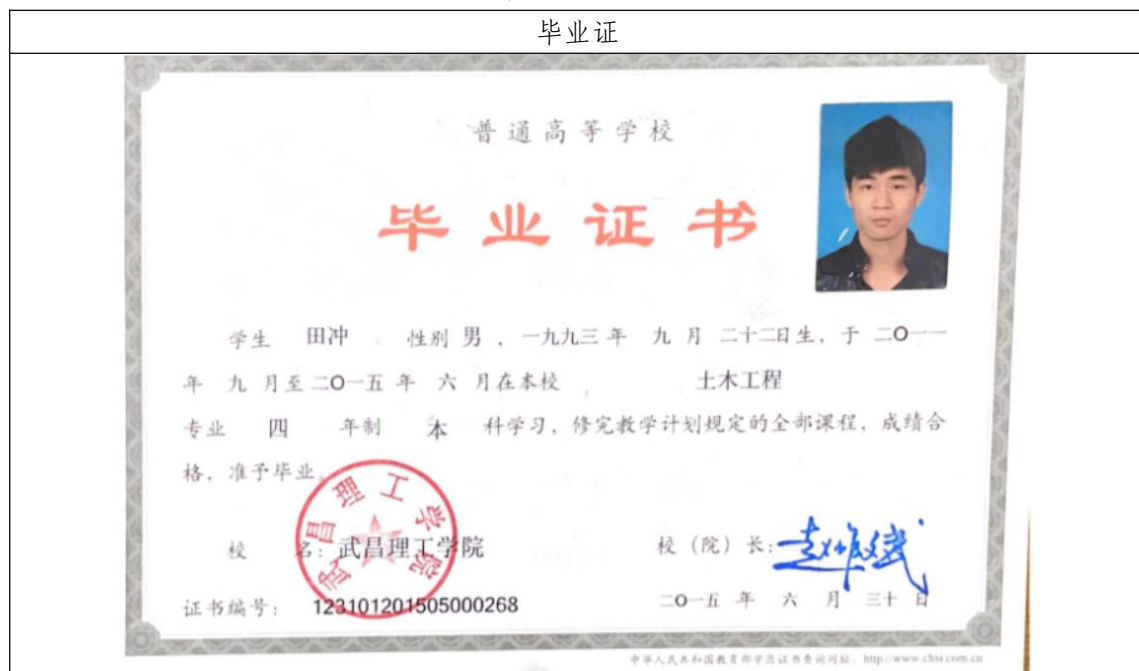 毕业证
普通高等学校
毕业证书
学生 田冲 性别 男 ，一九九三 年 九 月 二十二日生，于 二O一一
年 九 月至 二O一五 年 六 月在本校 土木工程
专业 四 年制 本 科学习，修完教学计划规定的全部课程，成绩合
格，准予毕业。
武昌理工学院
校 名：武昌理工学院 校（院）长：赵作斌
证书编号： 123101201505000268 二O一五 年 六 月 三十 日
中华人民共和国教育部学历证书查询网址：http://www.chsi.com.cn